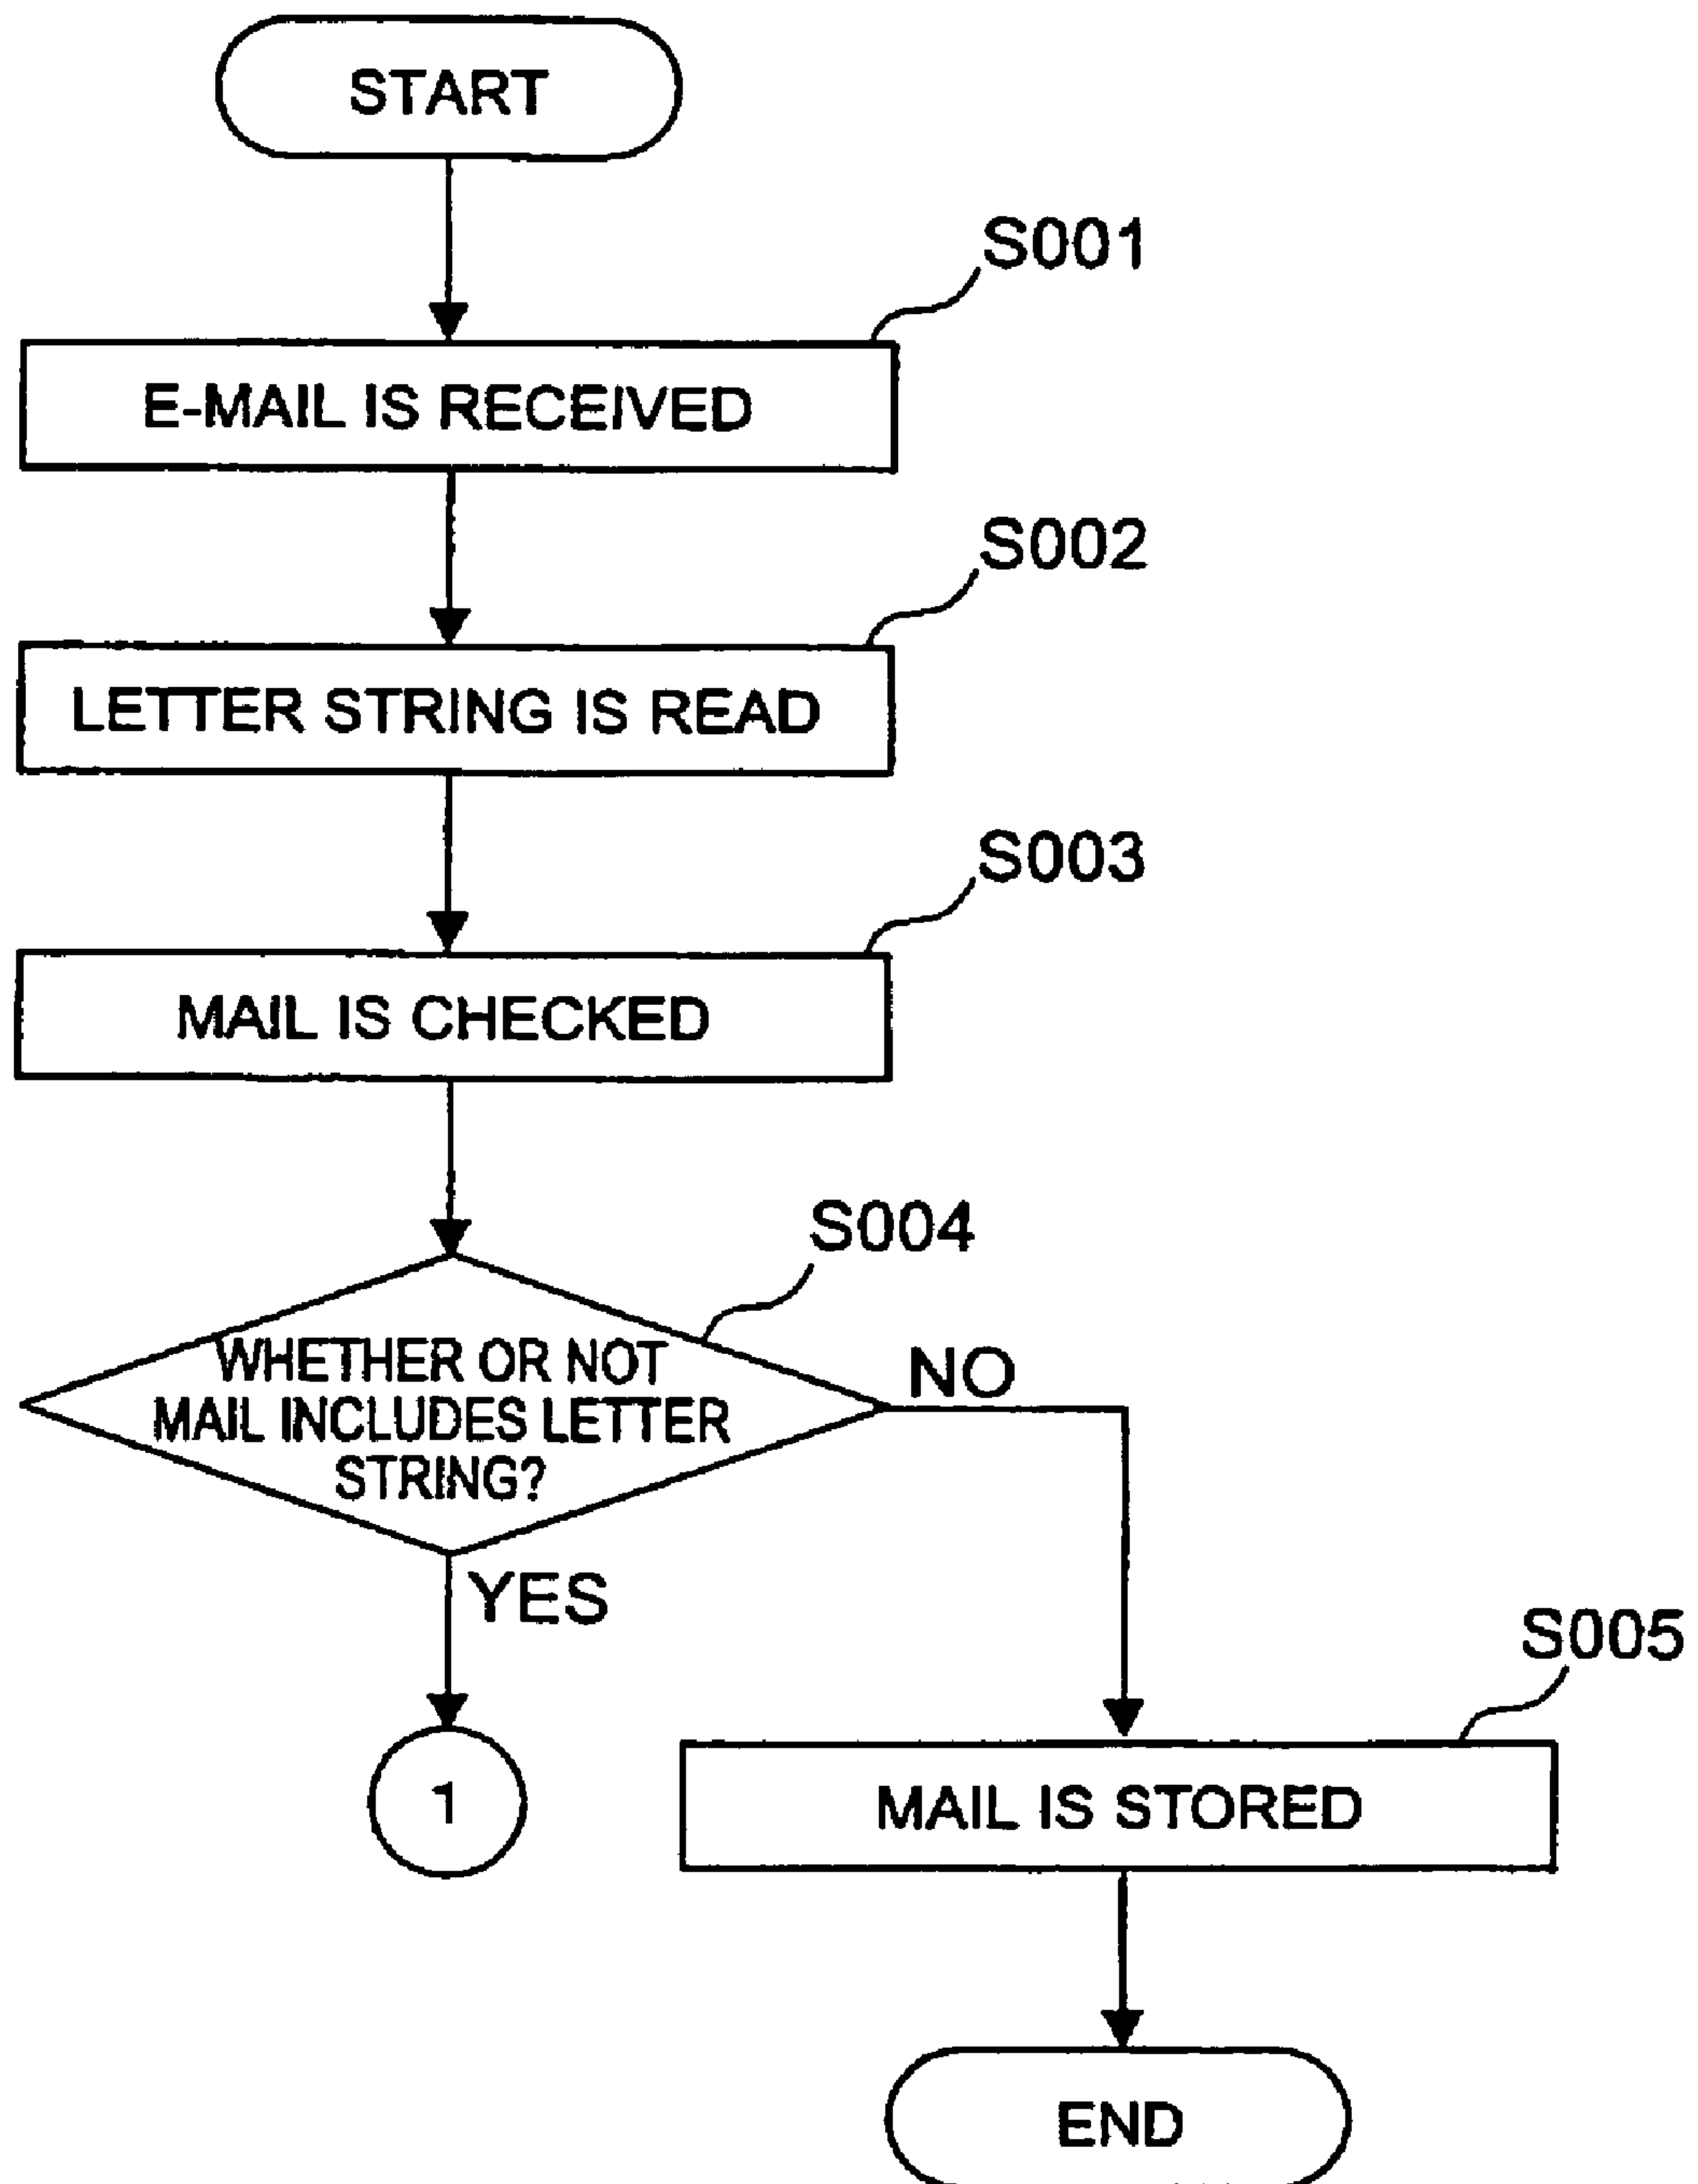 START
S001
E-MAIL IS RECEIVED
S002
LETTER STRING IS READ
S003
MAIL IS CHECKED
S004
WHETHER OR NOT
MAIL INCLUDES LETTER
STRING?
NO
YES
S005
1
MAIL IS STORED
END